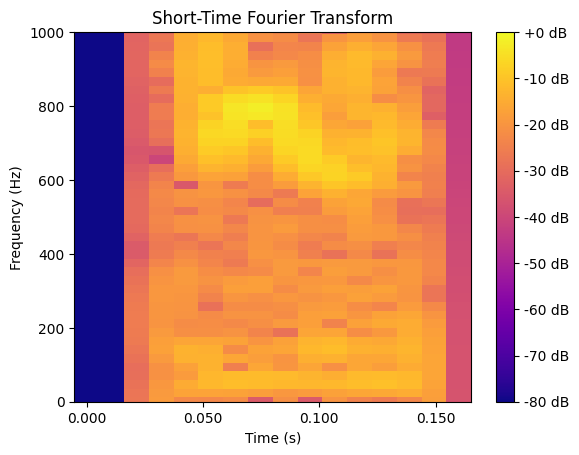 Short-Time Fourier Transform
1000
800
600
400
200
0
Frequency (Hz)
0.000
0.050
0.100
0.150
Time (s)
+0 dB
-10 dB
-20 dB
-30 dB
-40 dB
-50 dB
-60 dB
-70 dB
-80 dB